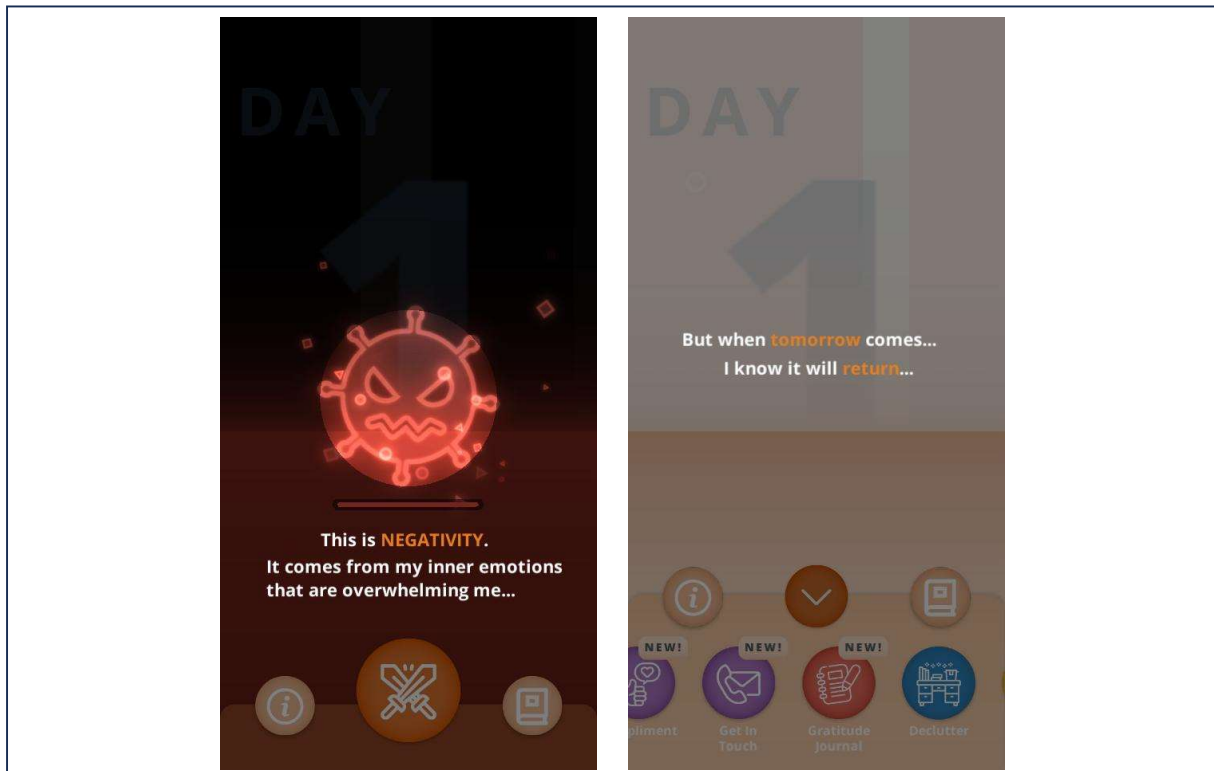 DAY
1
This is NEGATIVITY.
It comes from my inner emotions
that are overwhelming me...
i
DAY
1
But when tomorrow comes...
I know it will return...
i
NEW!
NEW!
NEW!
pliment
Get In
Touch
Gratitude
Journal
Declutter